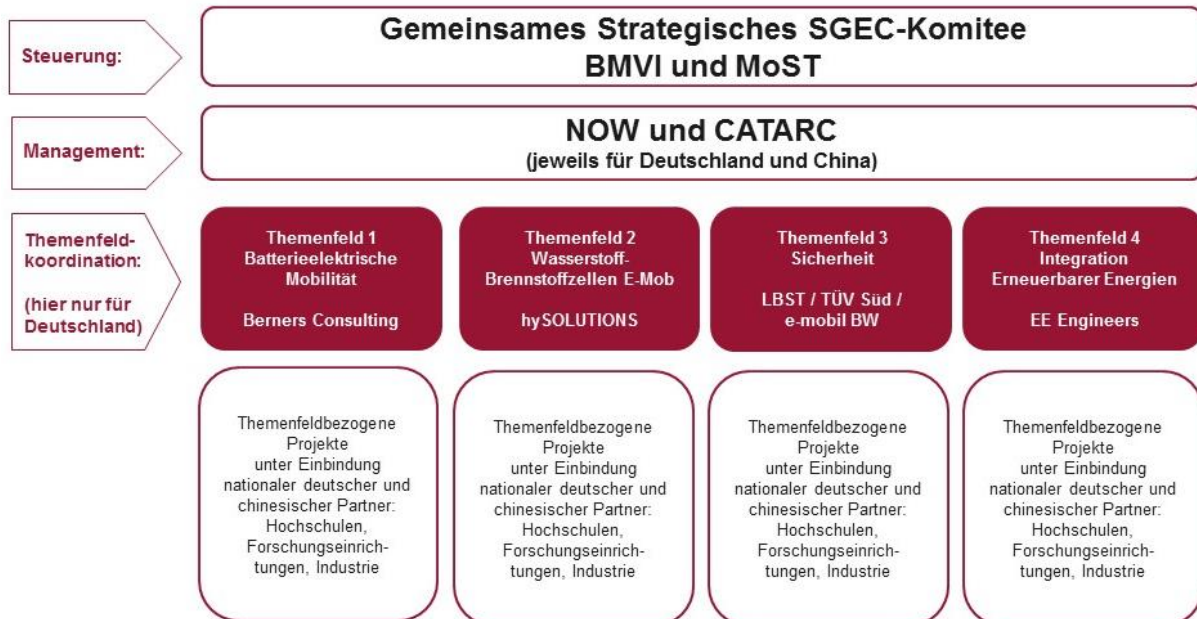 Steuerung:
Gemeinsames Strategisches SGEC-Komitee
BMVI und MoST
Management:
NOW und CATARC
(jeweils für Deutschland und China)
Themenfeld-
koordination:
(hier nur für
Deutschland)
Themenfeld 1
Batterieelektrische
Mobilität
Berners Consulting
Themenfeld 2
Wasserstoff-
Brennstoffzellen E-Mob
hySOLUTIONS
Themenfeld 3
Sicherheit
LBST / TÜV Süd /
e-mobil BW
Themenfeld 4
Integration
Erneuerbarer Energien
EE Engineers
Themenfeldbezogene
Projekte
unter Einbindung
nationaler deutscher und
chinesischer Partner:
Hochschulen,
Forschungseinrich-
tungen, Industrie
Themenfeldbezogene
Projekte
unter Einbindung
nationaler deutscher und
chinesischer Partner:
Hochschulen,
Forschungseinrich-
tungen, Industrie
Themenfeldbezogene
Projekte
unter Einbindung
nationaler deutscher und
chinesischer Partner:
Hochschulen,
Forschungseinrich-
tungen, Industrie
Themenfeldbezogene
Projekte
unter Einbindung
nationaler deutscher und
chinesischer Partner:
Hochschulen,
Forschungseinrich-
tungen, Industrie